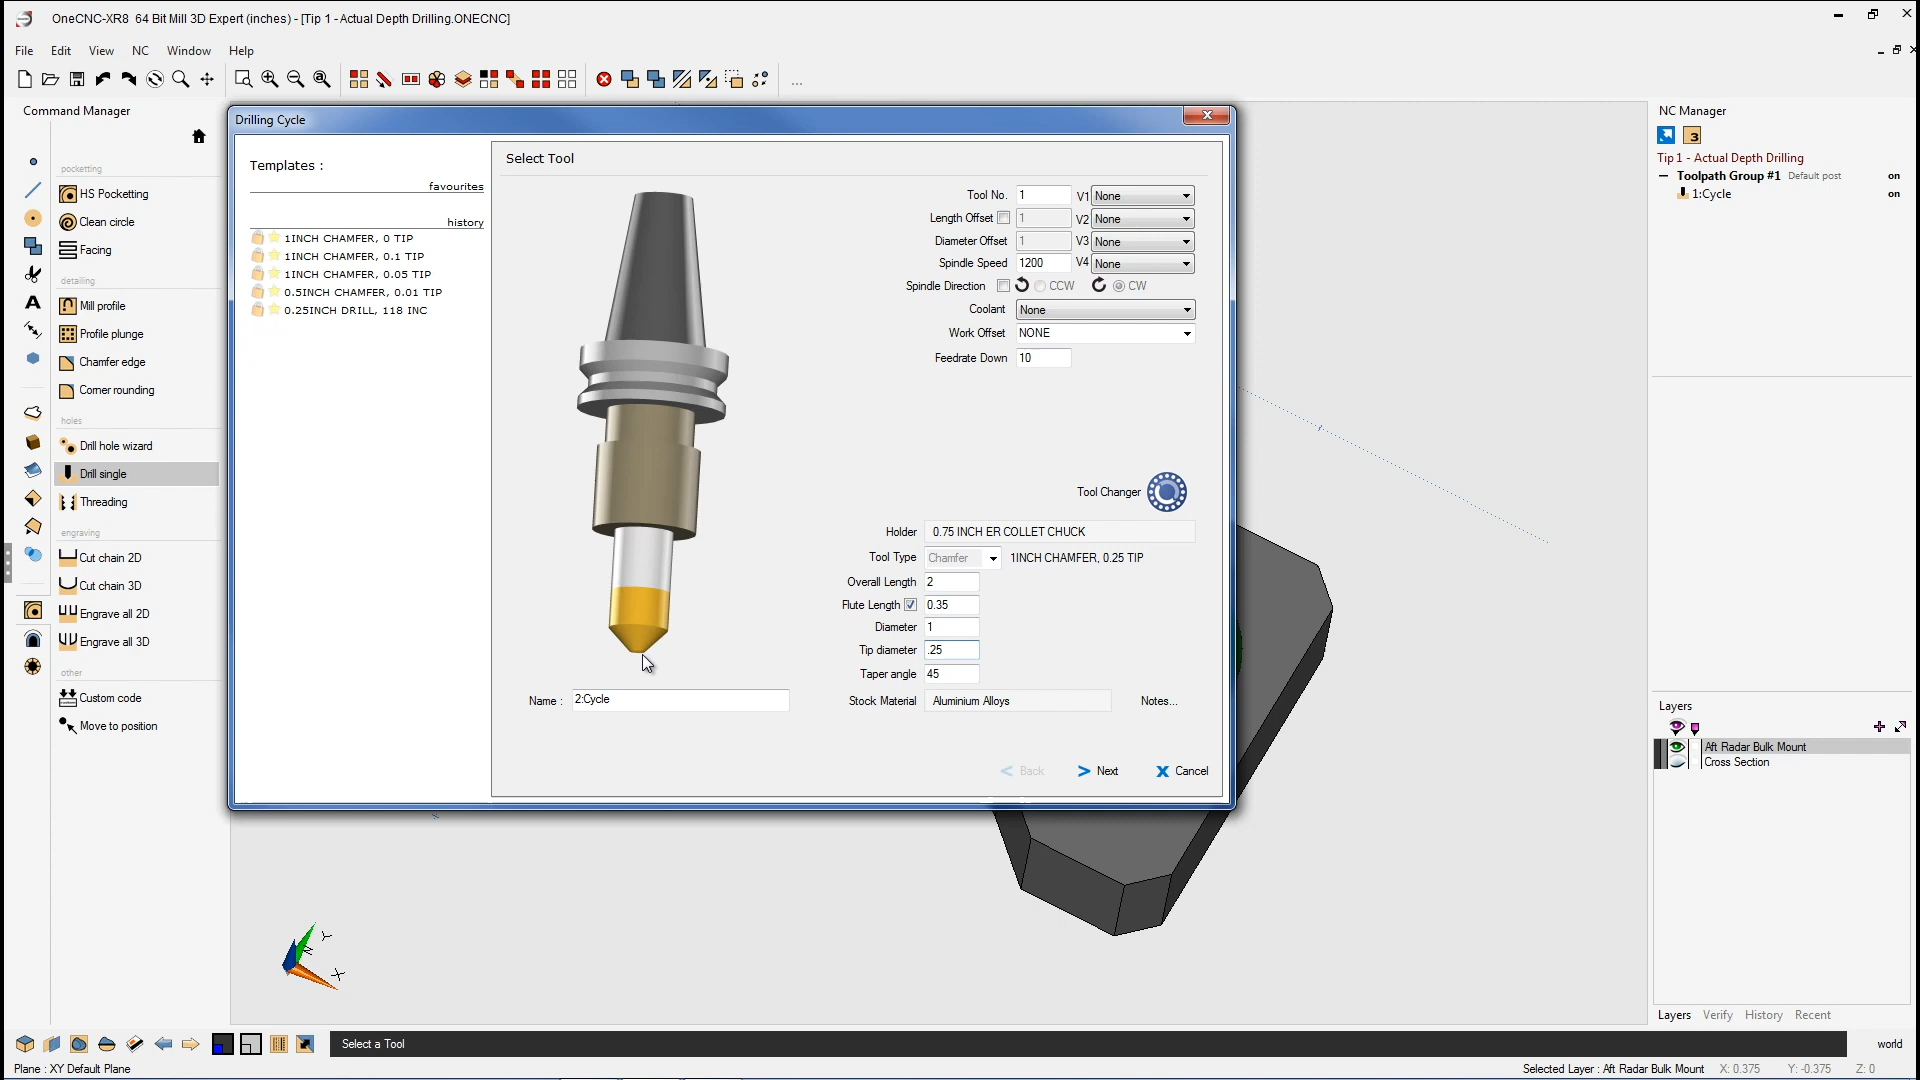 OneCNC-XR8 64 Bit Mill 3D Expert (inches) - [Tip 1 - Actual Depth Drilling.ONECNC]
File Edit View NC Window Help
...
Command Manager
pocketting
HS Pocketting
Clean circle
Facing
detailing
Mill profile
Profile plunge
Chamfer edge
Corner rounding
holes
Drill hole wizard
Drill single
Threading
engraving
Cut chain 2D
Cut chain 3D
Engrave all 2D
Engrave all 3D
other
Custom code
Move to position
Drilling Cycle
Templates :
favourites
history
1INCH CHAMFER, 0 TIP
1INCH CHAMFER, 0.1 TIP
1INCH CHAMFER, 0.05 TIP
0.5INCH CHAMFER, 0.01 TIP
0.25INCH DRILL, 118 INC
Select Tool
Tool No. 1 V1 None
Length Offset 1 V2 None
Diameter Offset 1 V3 None
Spindle Speed 1200 V4 None
Spindle Direction CCW CW
Coolant None
Work Offset NONE
Feedrate Down 10
Tool Changer
Holder 0.75 INCH ER COLLET CHUCK
Tool Type Chamfer 1INCH CHAMFER, 0.25 TIP
Overall Length 2
Flute Length 0.35
Diameter 1
Tip diameter .25
Taper angle 45
Name : 2:Cycle
Stock Material Aluminium Alloys Notes...
< Back > Next X Cancel
NC Manager
3
Tip 1 - Actual Depth Drilling
Toolpath Group #1 Default post on
1:Cycle on
Layers
Aft Radar Bulk Mount
Cross Section
Layers Verify History Recent
Y
X
Select a Tool
world
Plane : XY Default Plane
Selected Layer : Aft Radar Bulk Mount X: 0.375 Y: -0.375 Z: 0